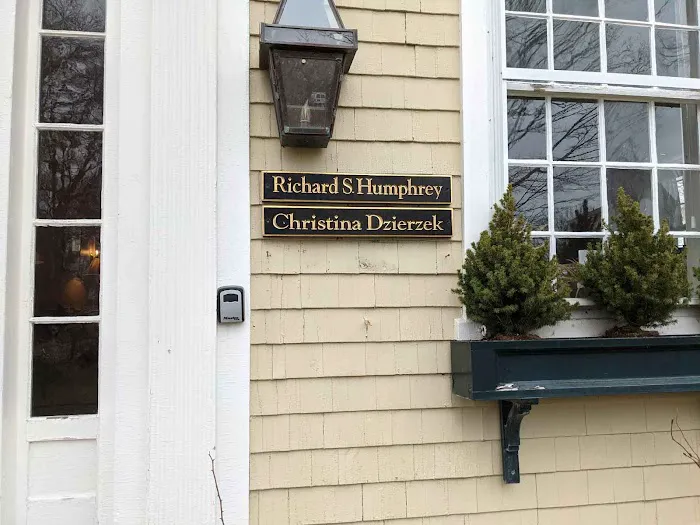 Richard S. Humphrey
Christina Dzierzek